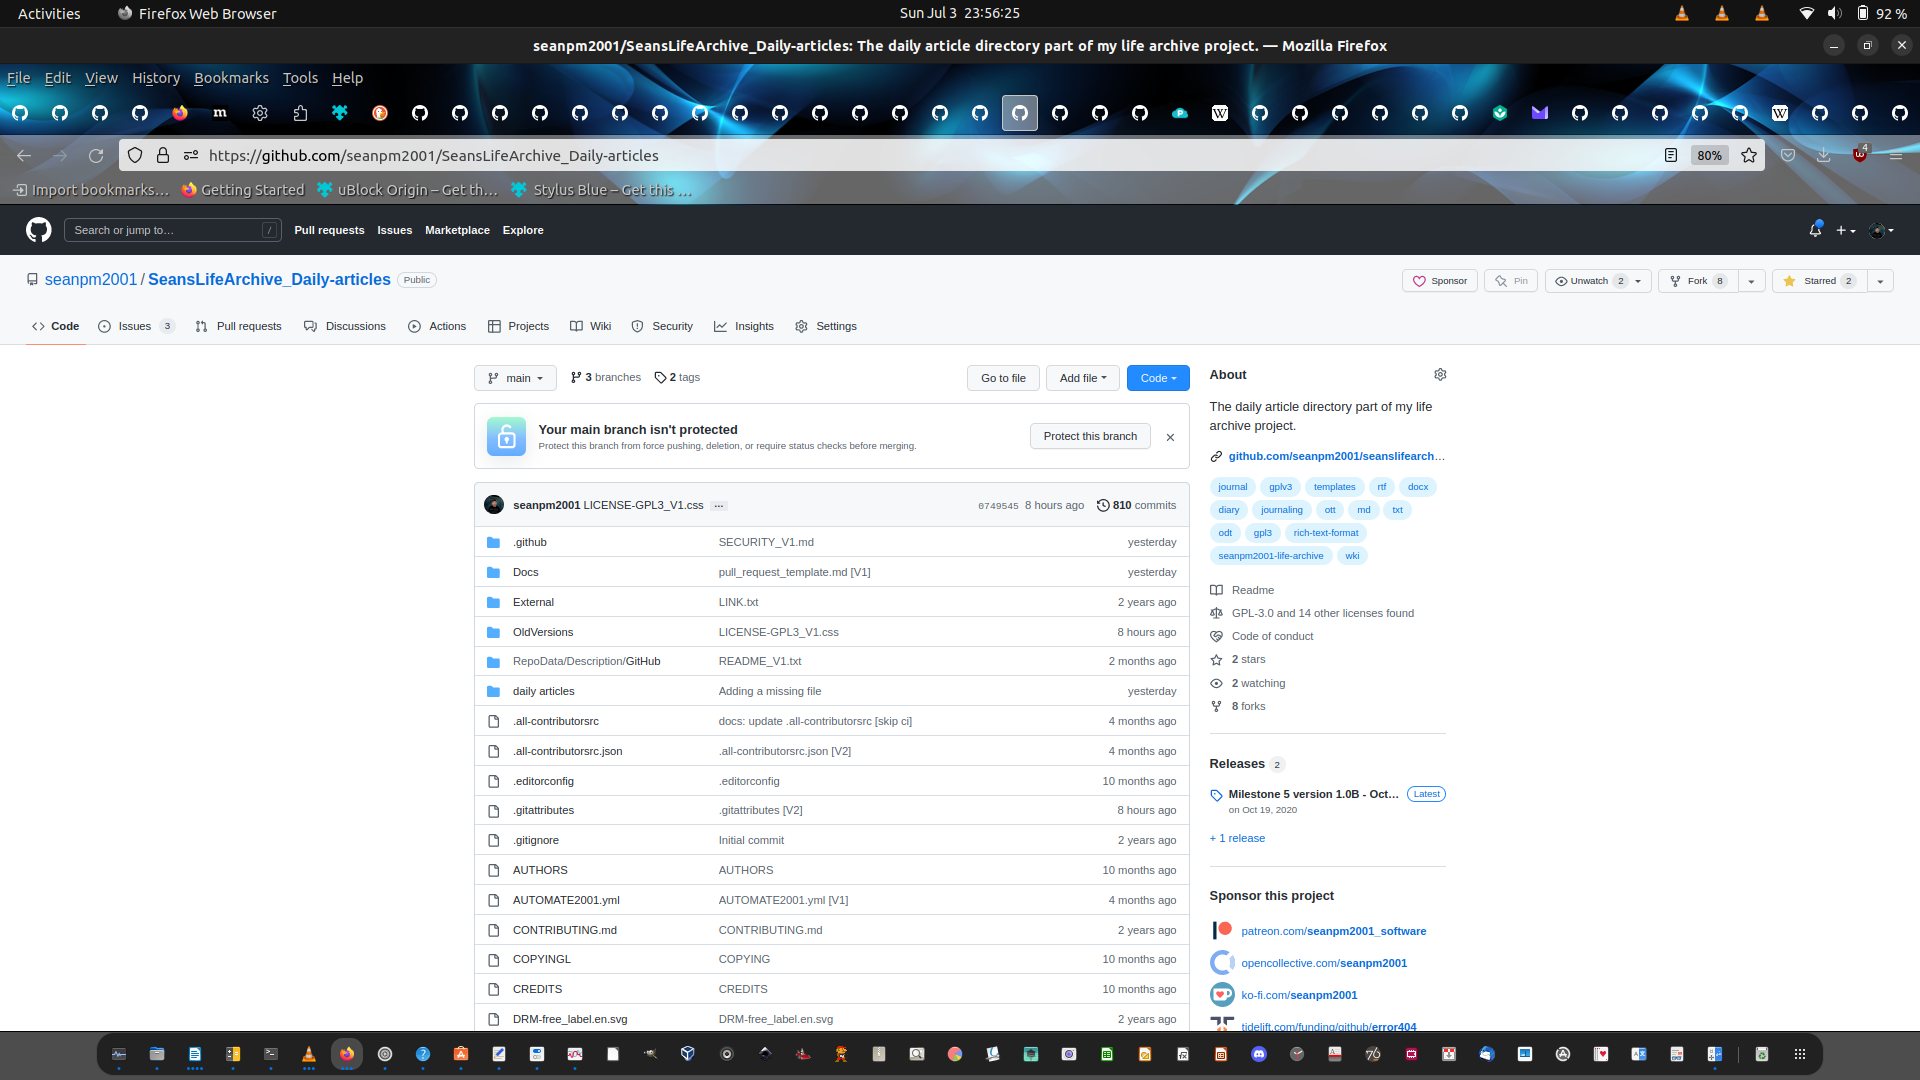 Activities
Firefox Web Browser
Sun Jul 3 23:56:25
92 %
seanpm2001/SeansLifeArchive_Daily-articles: The daily article directory part of my life archive project. — Mozilla Firefox
File Edit View History Bookmarks Tools Help
https://github.com/seanpm2001/SeansLifeArchive_Daily-articles
80%
4
Import bookmarks…
Getting Started
uBlock Origin – Get th…
Stylus Blue – Get this …
Search or jump to…
/
Pull requests Issues Marketplace Explore
seanpm2001 / SeansLifeArchive_Daily-articles
Public
Sponsor
Pin
Unwatch 2
Fork 8
Starred 2
Code
Issues 3
Pull requests
Discussions
Actions
Projects
Wiki
Security
Insights
Settings
main
3 branches
2 tags
Go to file
Add file
Code
Your main branch isn't protected
Protect this branch from force pushing, deletion, or require status checks before merging.
Protect this branch
seanpm2001 LICENSE-GPL3_V1.css …
0749545 8 hours ago
810 commits
.github SECURITY_V1.md yesterday
Docs pull_request_template.md [V1] yesterday
External LINK.txt 2 years ago
OldVersions LICENSE-GPL3_V1.css 8 hours ago
RepoData/Description/GitHub README_V1.txt 2 months ago
daily articles Adding a missing file yesterday
.all-contributorsrc docs: update .all-contributorsrc [skip ci] 4 months ago
.all-contributorsrc.json .all-contributorsrc.json [V2] 4 months ago
.editorconfig .editorconfig 10 months ago
.gitattributes .gitattributes [V2] 8 hours ago
.gitignore Initial commit 2 years ago
AUTHORS AUTHORS 10 months ago
AUTOMATE2001.yml AUTOMATE2001.yml [V1] 4 months ago
CONTRIBUTING.md CONTRIBUTING.md 2 years ago
COPYINGL COPYING 10 months ago
CREDITS CREDITS 10 months ago
DRM-free_label.en.svg DRM-free_label.en.svg 2 years ago
About
The daily article directory part of my life
archive project.
github.com/seanpm2001/seanslifearch…
journal gplv3 templates rtf docx
diary journaling ott md txt
odt gpl3 rich-text-format
seanpm2001-life-archive wki
Readme
GPL-3.0 and 14 other licenses found
Code of conduct
2 stars
2 watching
8 forks
Releases 2
Milestone 5 version 1.0B - Oct…
Latest
on Oct 19, 2020
+ 1 release
Sponsor this project
patreon.com/seanpm2001_software
opencollective.com/seanpm2001
ko-fi.com/seanpm2001
tidelift.com/funding/github/error404